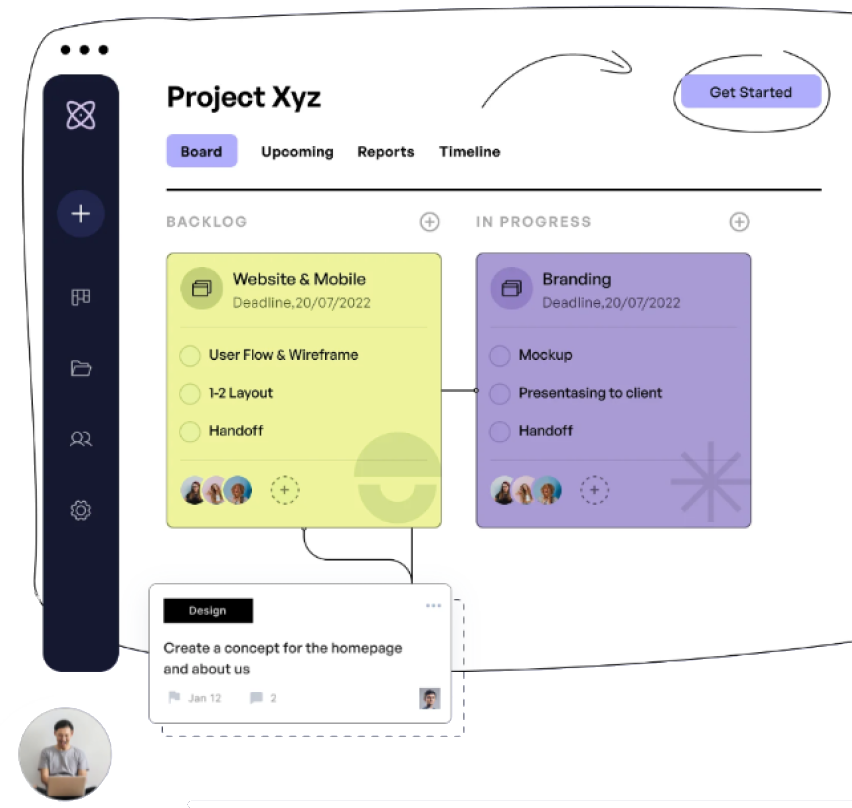 Project Xyz
Get Started
Board Upcoming Reports Timeline
BACKLOG
IN PROGRESS
Website & Mobile
Deadline,20/07/2022
User Flow & Wireframe
1-2 Layout
Handoff
Branding
Deadline,20/07/2022
Mockup
Presentasing to client
Handoff
Design
Create a concept for the homepage
and about us
Jan 12 2